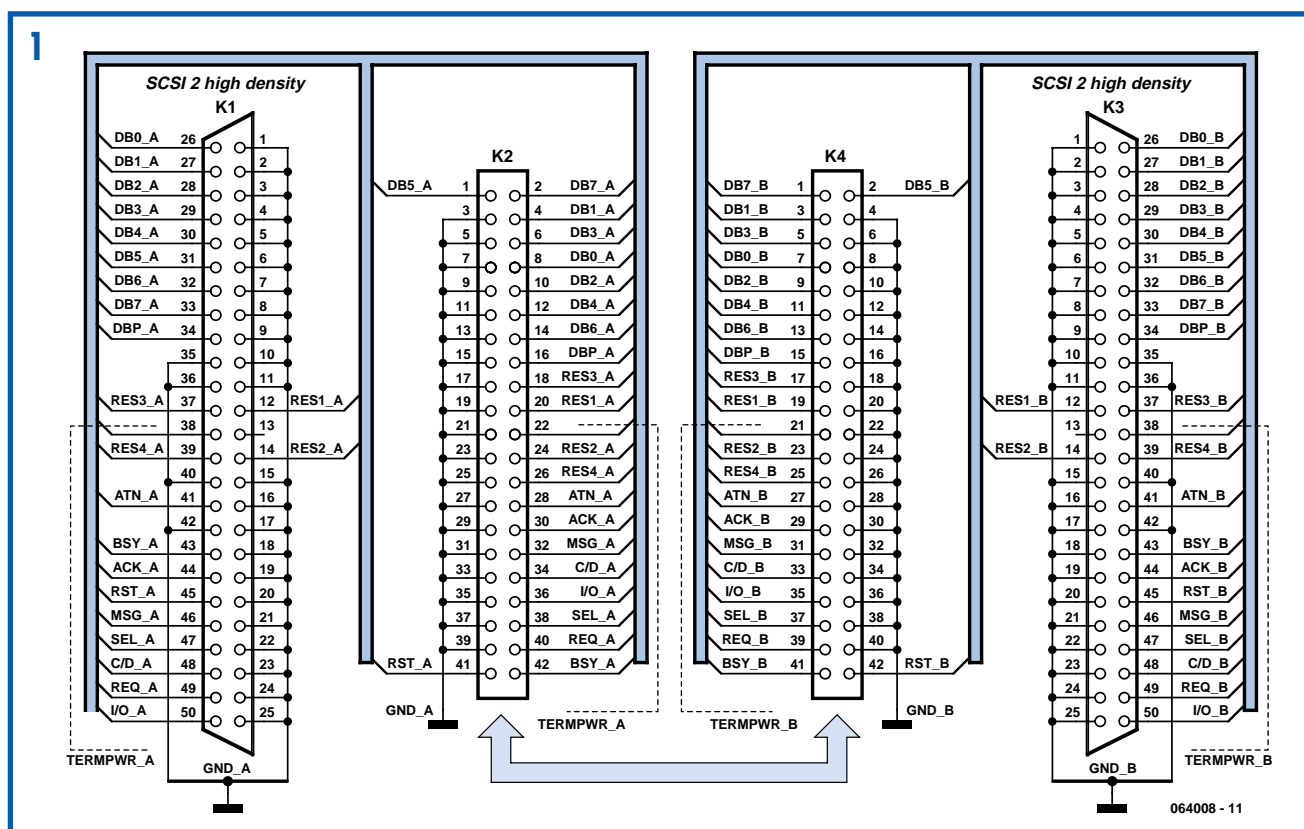 1
SCSI 2 high density
SCSI 2 high density
K1
K3
DB0_A 26 1
1 26 DB0_B
DB1_A 27 2
K2
K4
2 27 DB1_B
DB2_A 28 3
DB5_A 1 2 DB7_A
DB7_B 1 2 DB5_B
3 28 DB2_B
DB3_A 29 4
3 4 DB1_A
DB1_B 3 4
4 29 DB3_B
DB4_A 30 5
5 6 DB3_A
DB3_B 5 6
5 30 DB4_B
DB5_A 31 6
7 8 DB0_A
DB0_B 7 8
6 31 DB5_B
DB6_A 32 7
9 10 DB2_A
DB2_B 9 10
7 32 DB6_B
DB7_A 33 8
11 12 DB4_A
DB4_B 11 12
8 33 DB7_B
DBP_A 34 9
13 14 DB6_A
DB6_B 13 14
9 34 DBP_B
35 10
15 16 DBP_A
DBP_B 15 16
10 35
36 11
17 18 RES3_A
RES3_B 17 18
11 36
RES3_A 37 12 RES1_A
19 20 RES1_A
RES1_B 19 20
RES1_B 12 37 RES3_B
38 13
21 22
21 22
13 38
RES4_A 39 14 RES2_A
23 24 RES2_A
RES2_B 23 24
RES2_B 14 39 RES4_B
40 15
25 26 RES4_A
RES4_B 25 26
15 40
ATN_A 41 16
27 28 ATN_A
ATN_B 27 28
16 41 ATN_B
42 17
29 30 ACK_A
ACK_B 29 30
17 42
BSY_A 43 18
31 32 MSG_A
MSG_B 31 32
18 43 BSY_B
ACK_A 44 19
33 34 C/D_A
C/D_B 33 34
19 44 ACK_B
RST_A 45 20
35 36 I/O_A
I/O_B 35 36
20 45 RST_B
MSG_A 46 21
37 38 SEL_A
SEL_B 37 38
21 46 MSG_B
SEL_A 47 22
39 40 REQ_A
REQ_B 39 40
22 47 SEL_B
C/D_A 48 23
RST_A 41 42 BSY_A
BSY_B 41 42 RST_B
23 48 C/D_B
REQ_A 49 24
24 49 REQ_B
I/O_A 50 25
GND_A
TERMPWR_A
TERMPWR_B
GND_B
25 50 I/O_B
TERMPWR_A
GND_A
GND_B
TERMPWR_B
064008 - 11